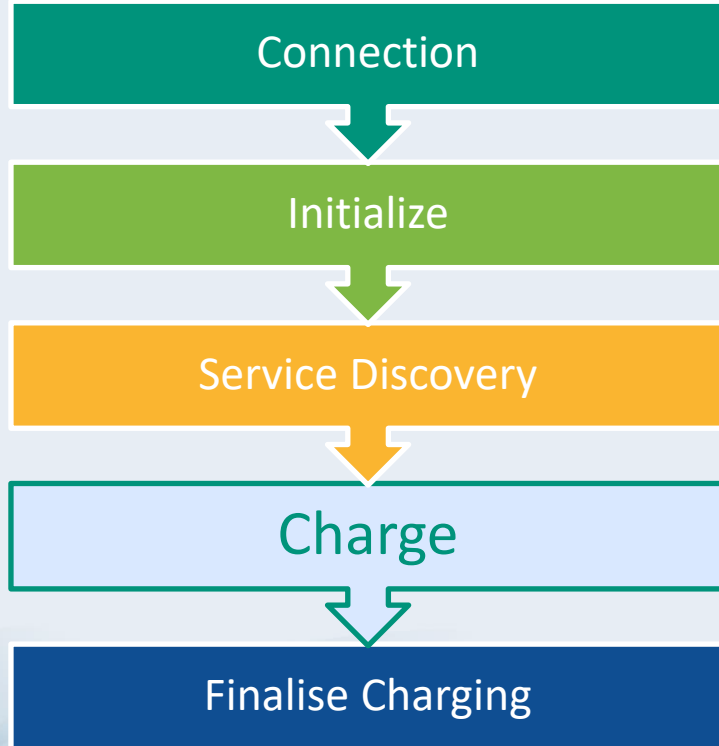 Connection
Initialize
Service Discovery
Charge
Finalise Charging